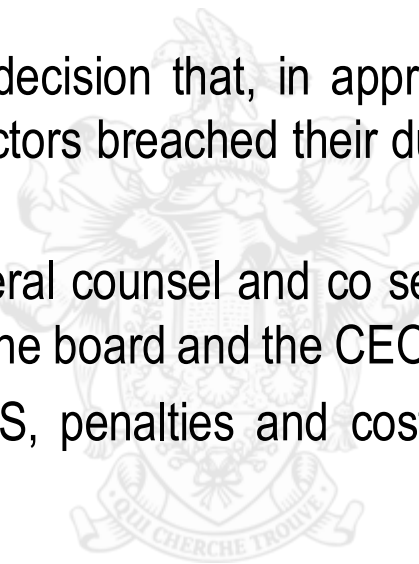 decision that, in appr
ctors breached their du
eral counsel and co se
he board and the CEO
S, penalties and cost
QUI CHERCHE TROUVE